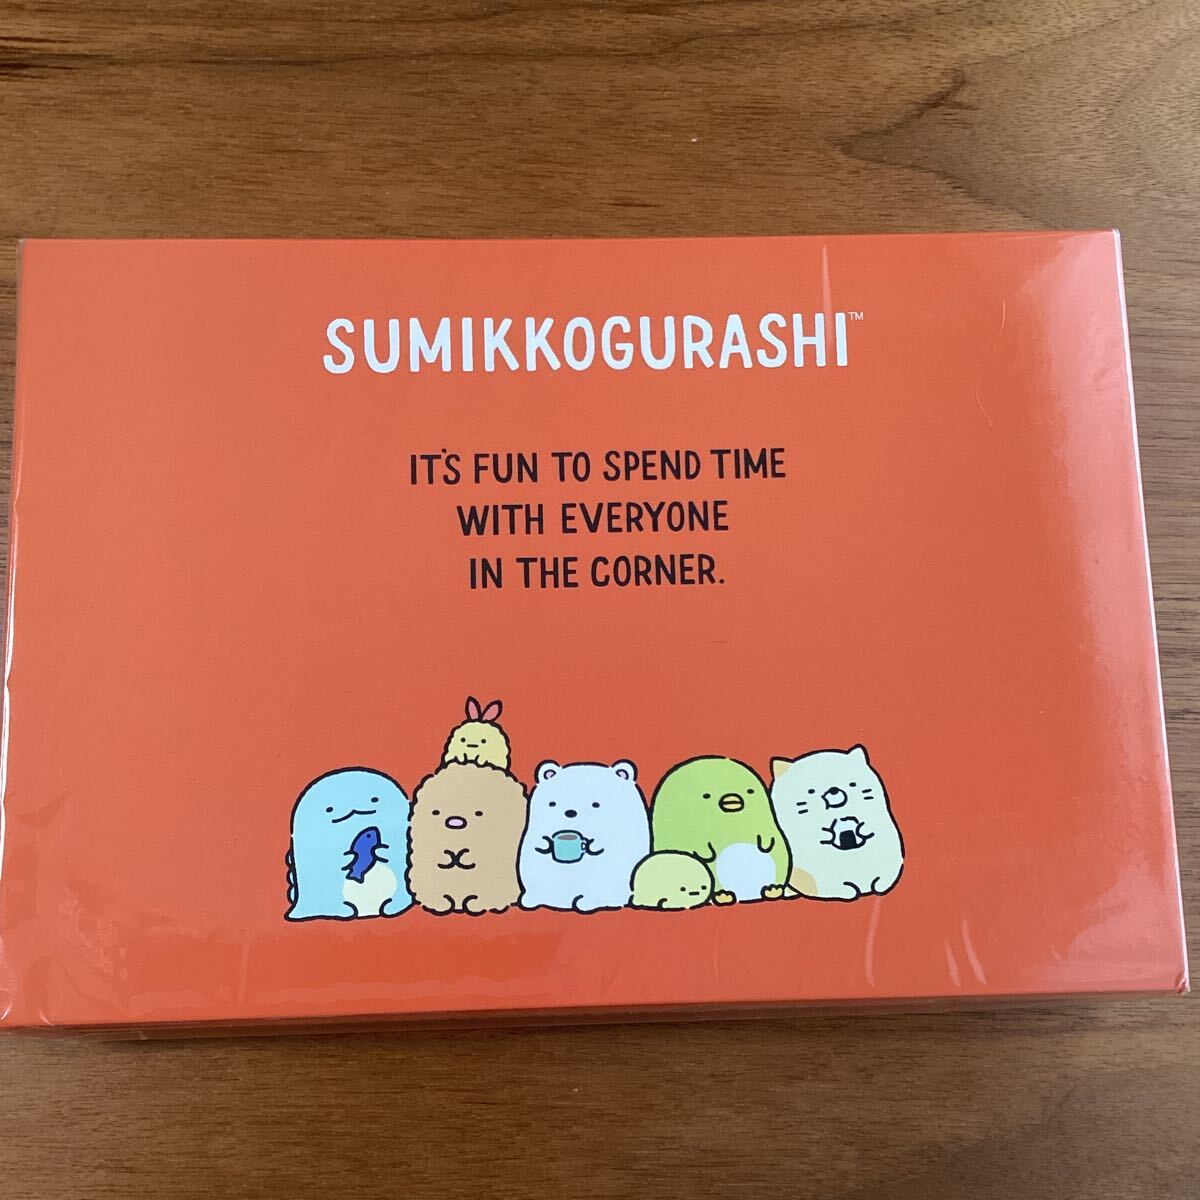 SUMIKKOGURASHI™
IT'S FUN TO SPEND TIME
WITH EVERYONE
IN THE CORNER.